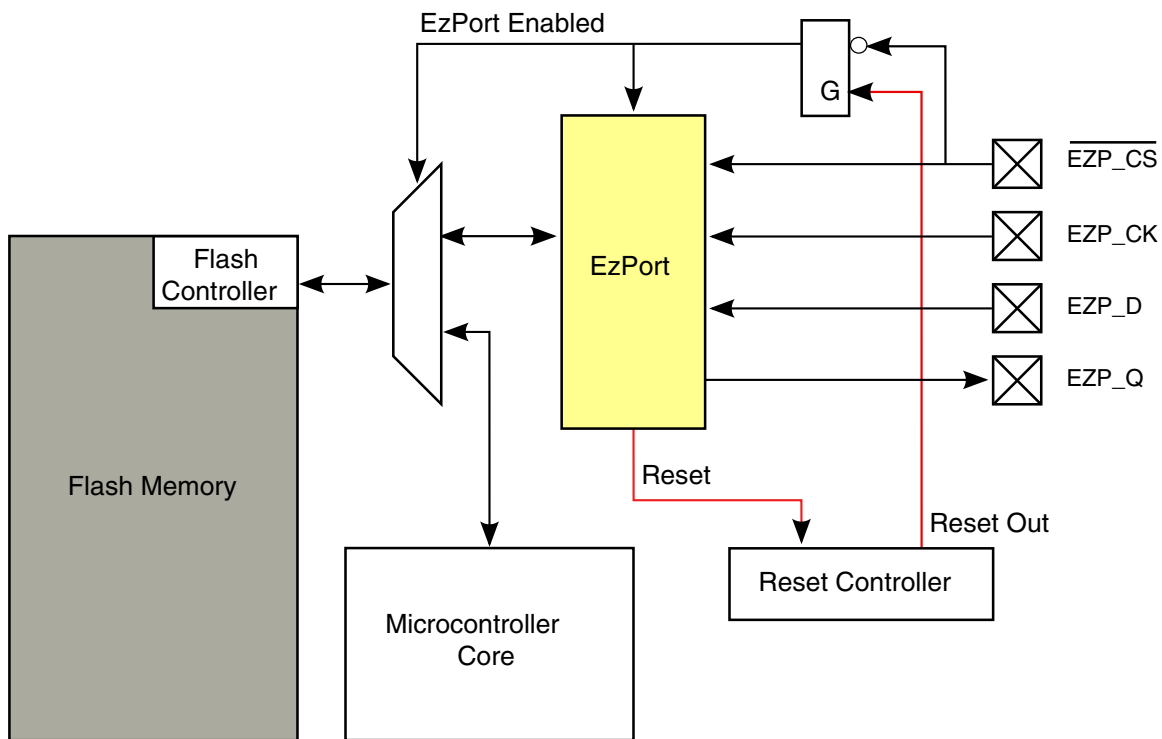 EzPort Enabled
G
EZP_CS
EZP_CK
EZP_D
EZP_Q
Flash
Controller
EzPort
Flash Memory
Reset
Reset Out
Reset Controller
Microcontroller
Core